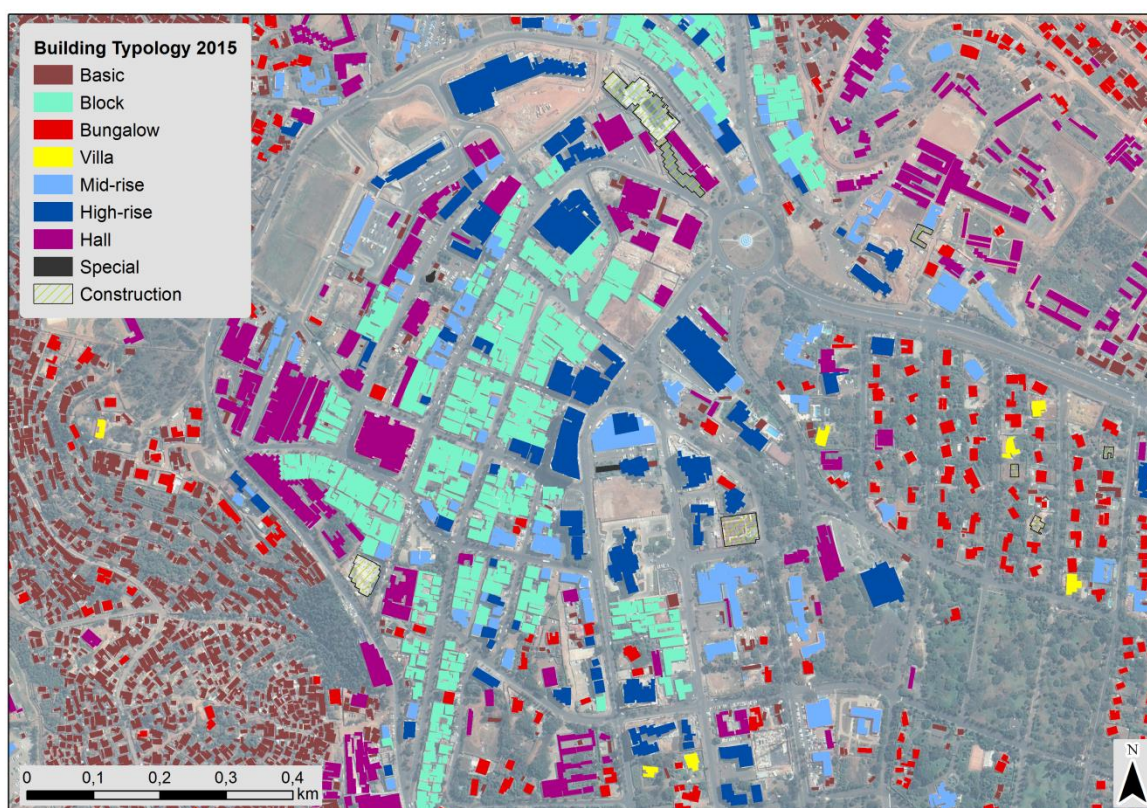 Building Typology 2015
Basic
Block
Bungalow
Villa
Mid-rise
High-rise
Hall
Special
Construction
0 0,1 0,2 0,3 0,4
km
N